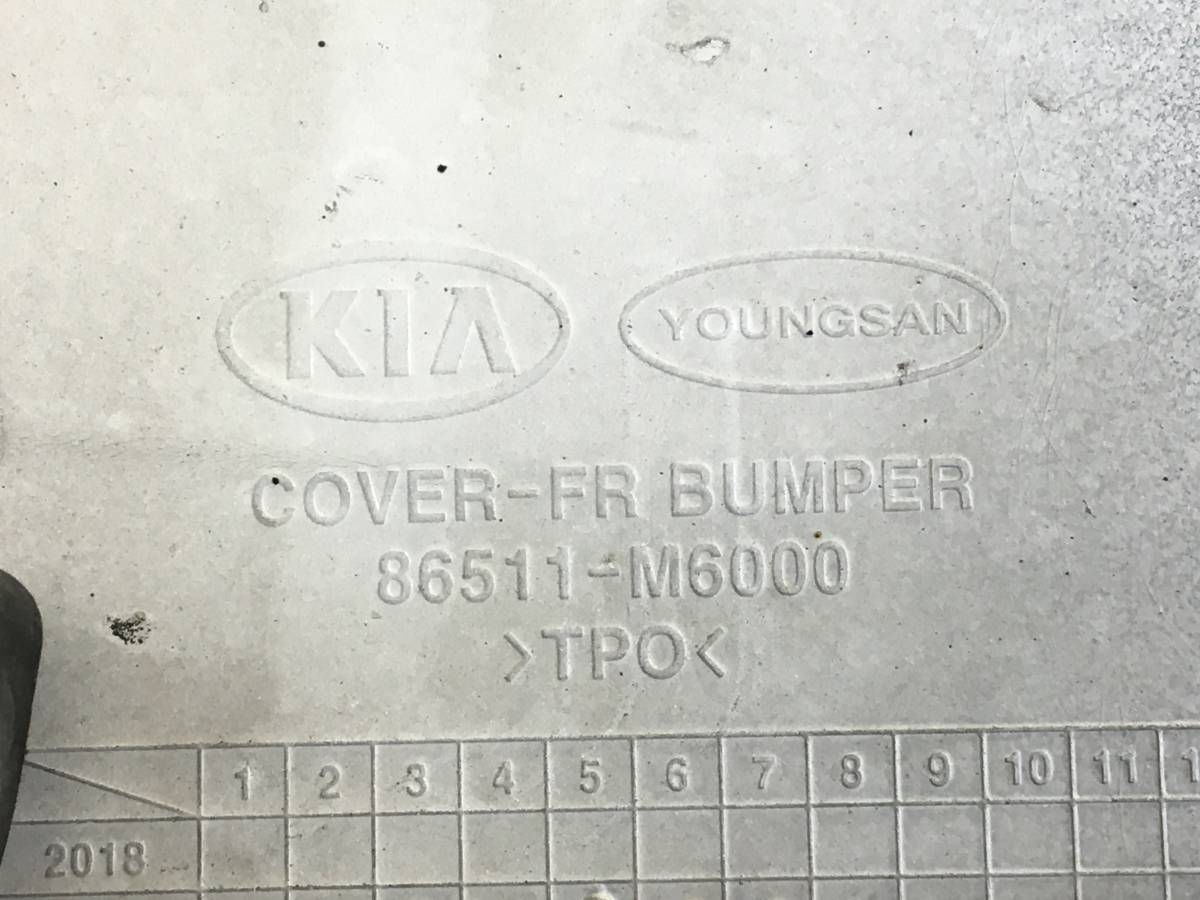 KIA YOUNGSAN
COVER-FR BUMPER
86511-M6000
>TPO<
1 2 3 4 5 6 7 8 9 10 11
2018